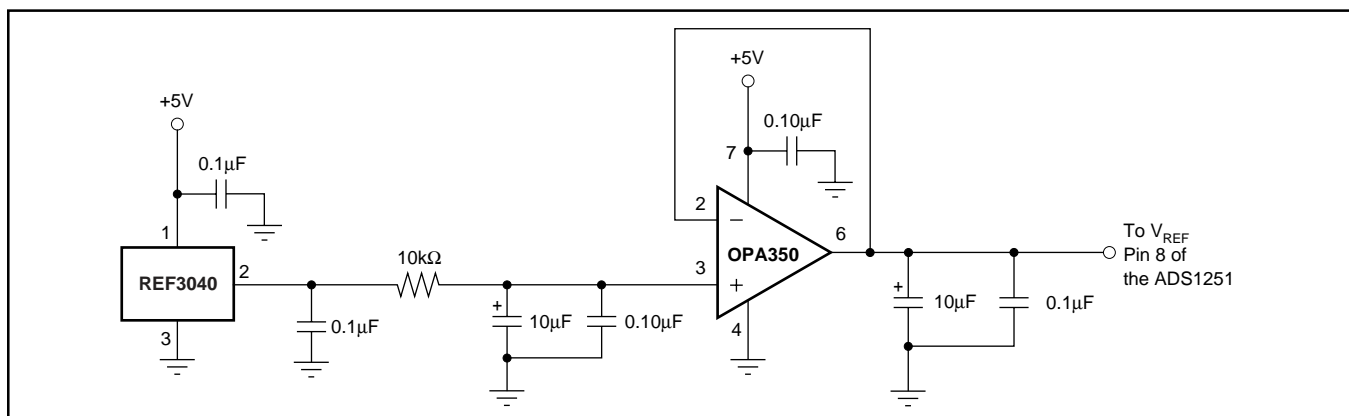 +5V
0.1µF
1
REF3040
2
3
0.1µF
10kΩ
+
10µF
0.10µF
+5V
0.10µF
7
2
−
OPA350
3
+
4
6
+
10µF
0.1µF
To VREF
Pin 8 of
the ADS1251